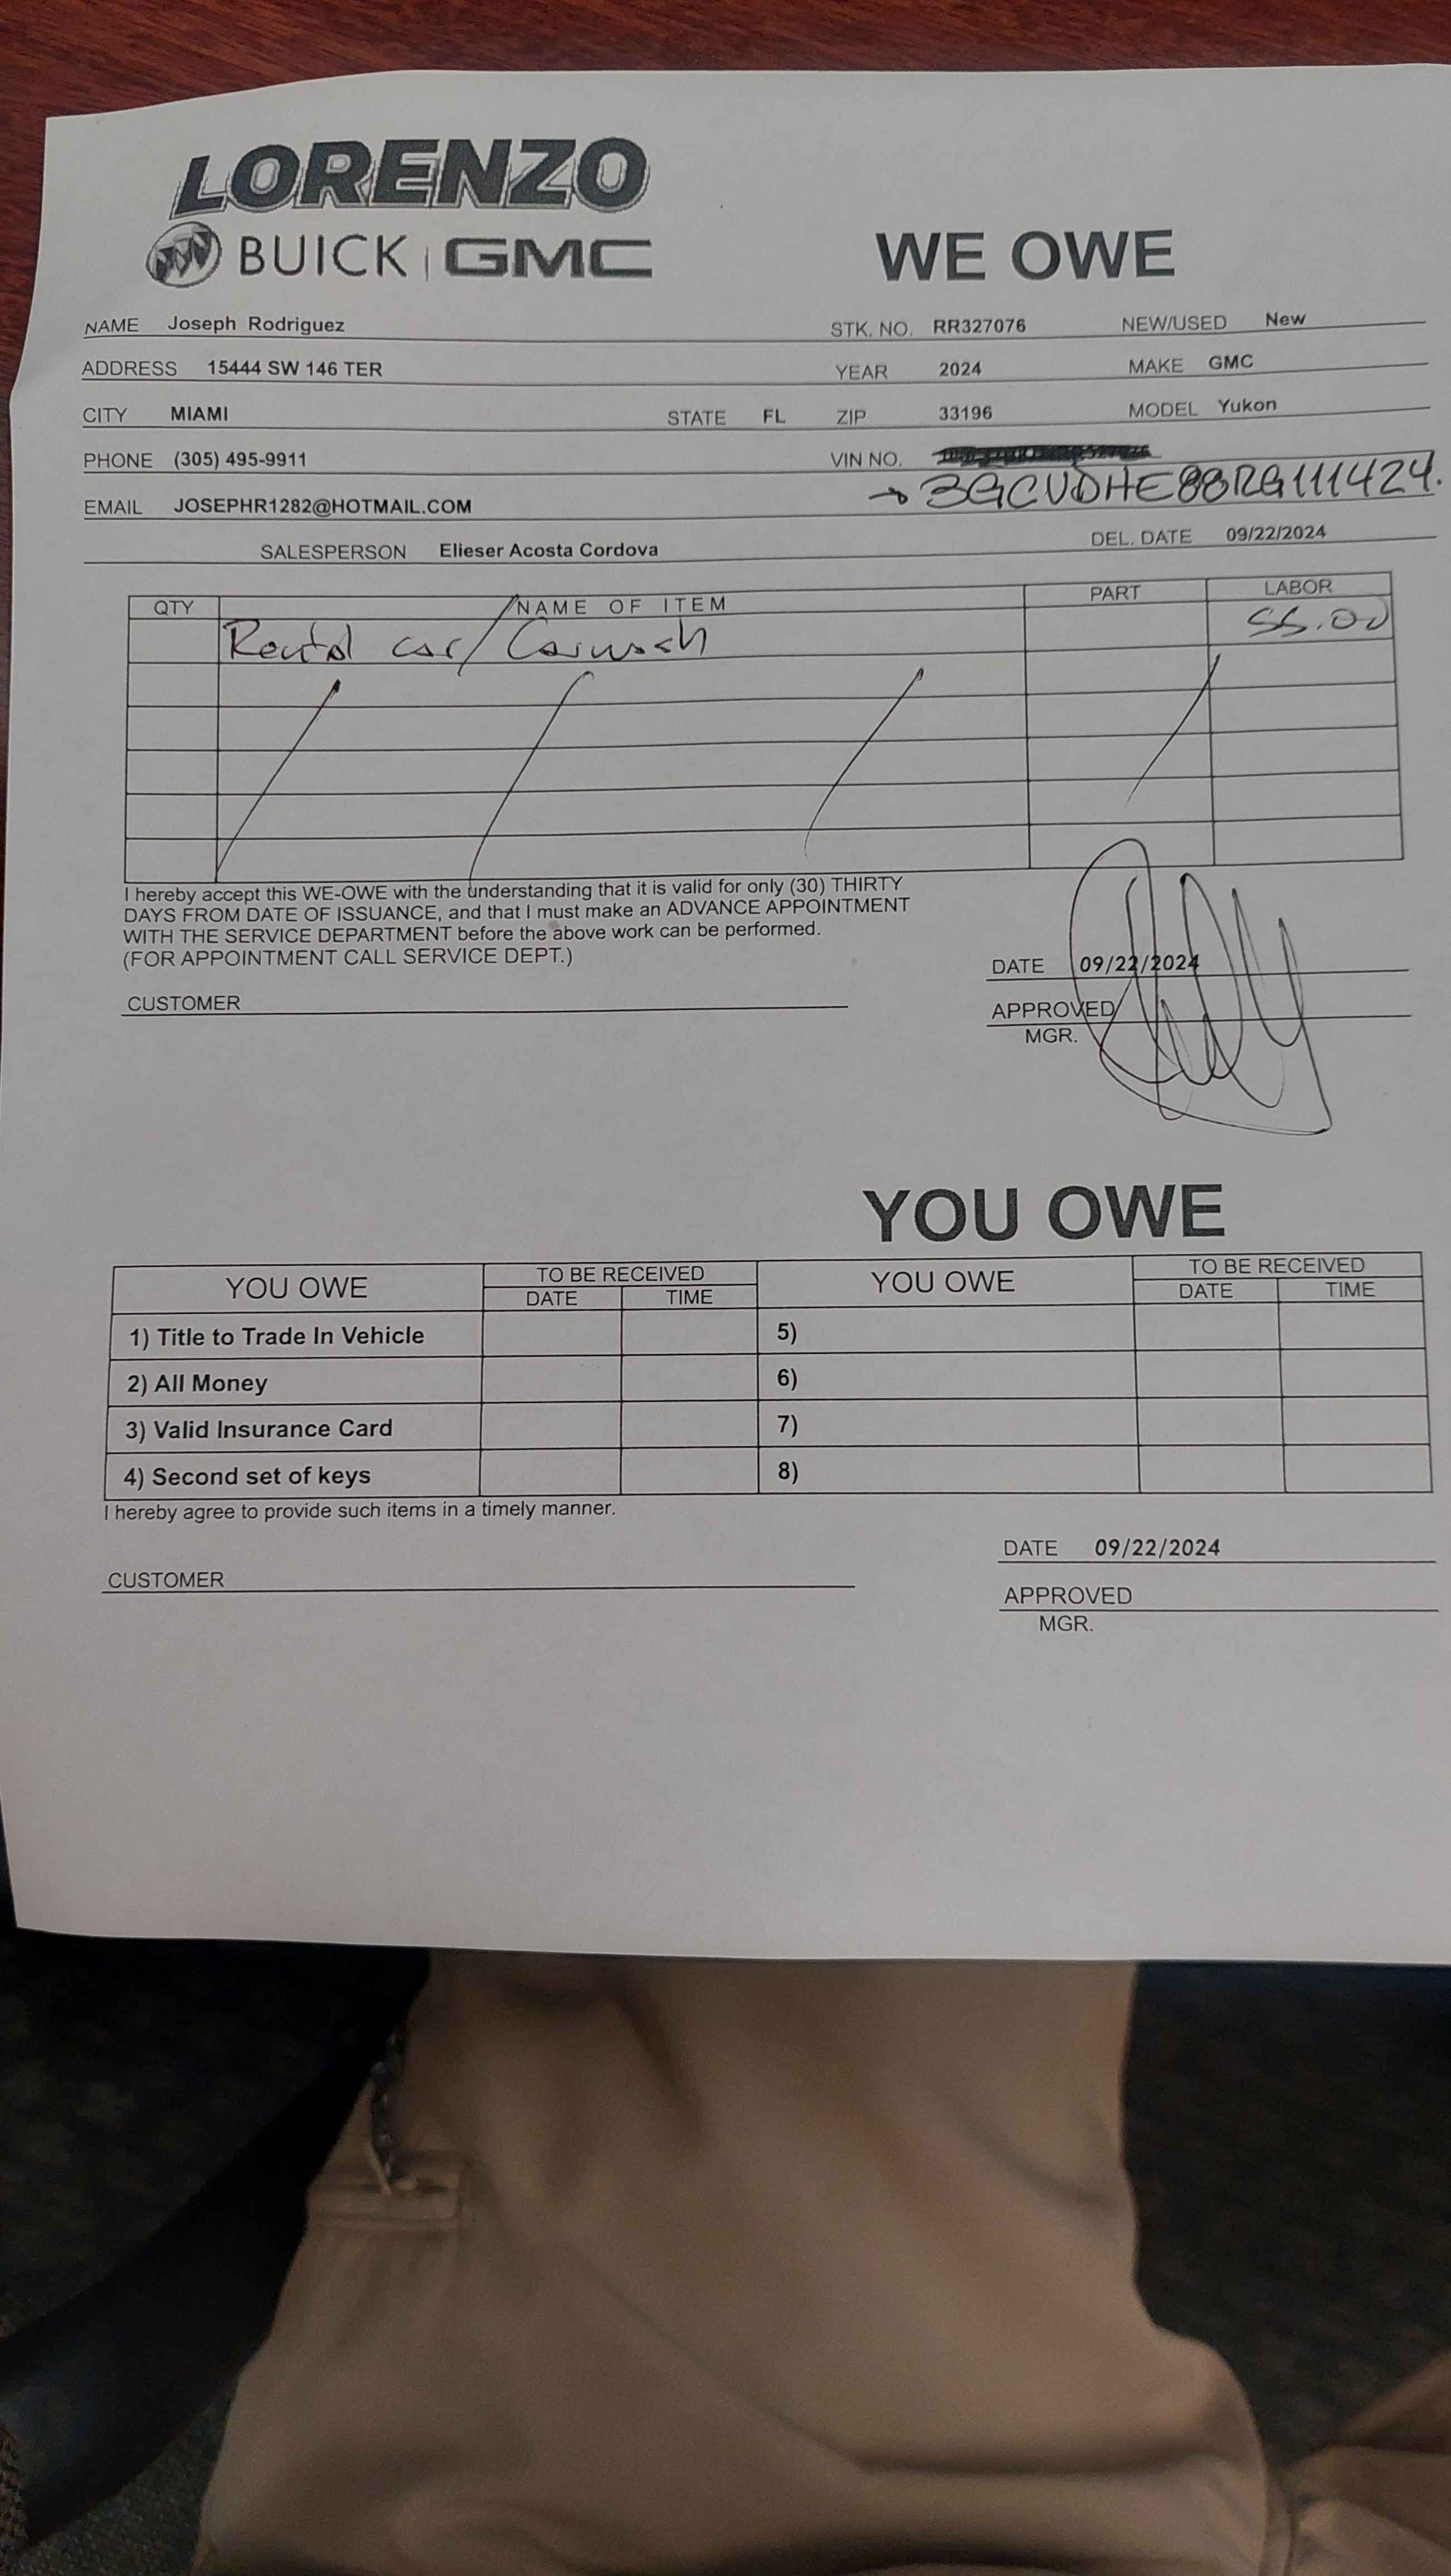 LORENZO
BUICK | GMC
WE OWE
NAME Joseph Rodriguez STK. NO. RR327076 NEW/USED New
ADDRESS 15444 SW 146 TER YEAR 2024 MAKE GMC
CITY MIAMI STATE FL ZIP 33196 MODEL Yukon
PHONE (305) 495-9911 VIN NO.
→ 3GCUDHE88RG111424.
EMAIL JOSEPHR1282@HOTMAIL.COM
SALESPERSON Elieser Acosta Cordova DEL. DATE 09/22/2024
QTY NAME OF ITEM PART LABOR
Rental car/ Carwash 55.00
I hereby accept this WE-OWE with the understanding that it is valid for only (30) THIRTY
DAYS FROM DATE OF ISSUANCE, and that I must make an ADVANCE APPOINTMENT
WITH THE SERVICE DEPARTMENT before the above work can be performed.
(FOR APPOINTMENT CALL SERVICE DEPT.)
DATE 09/22/2024
CUSTOMER APPROVED
MGR.
YOU OWE
YOU OWE TO BE RECEIVED YOU OWE TO BE RECEIVED
DATE TIME DATE TIME
1) Title to Trade In Vehicle 5)
2) All Money 6)
3) Valid Insurance Card 7)
4) Second set of keys 8)
I hereby agree to provide such items in a timely manner.
DATE 09/22/2024
CUSTOMER APPROVED
MGR.